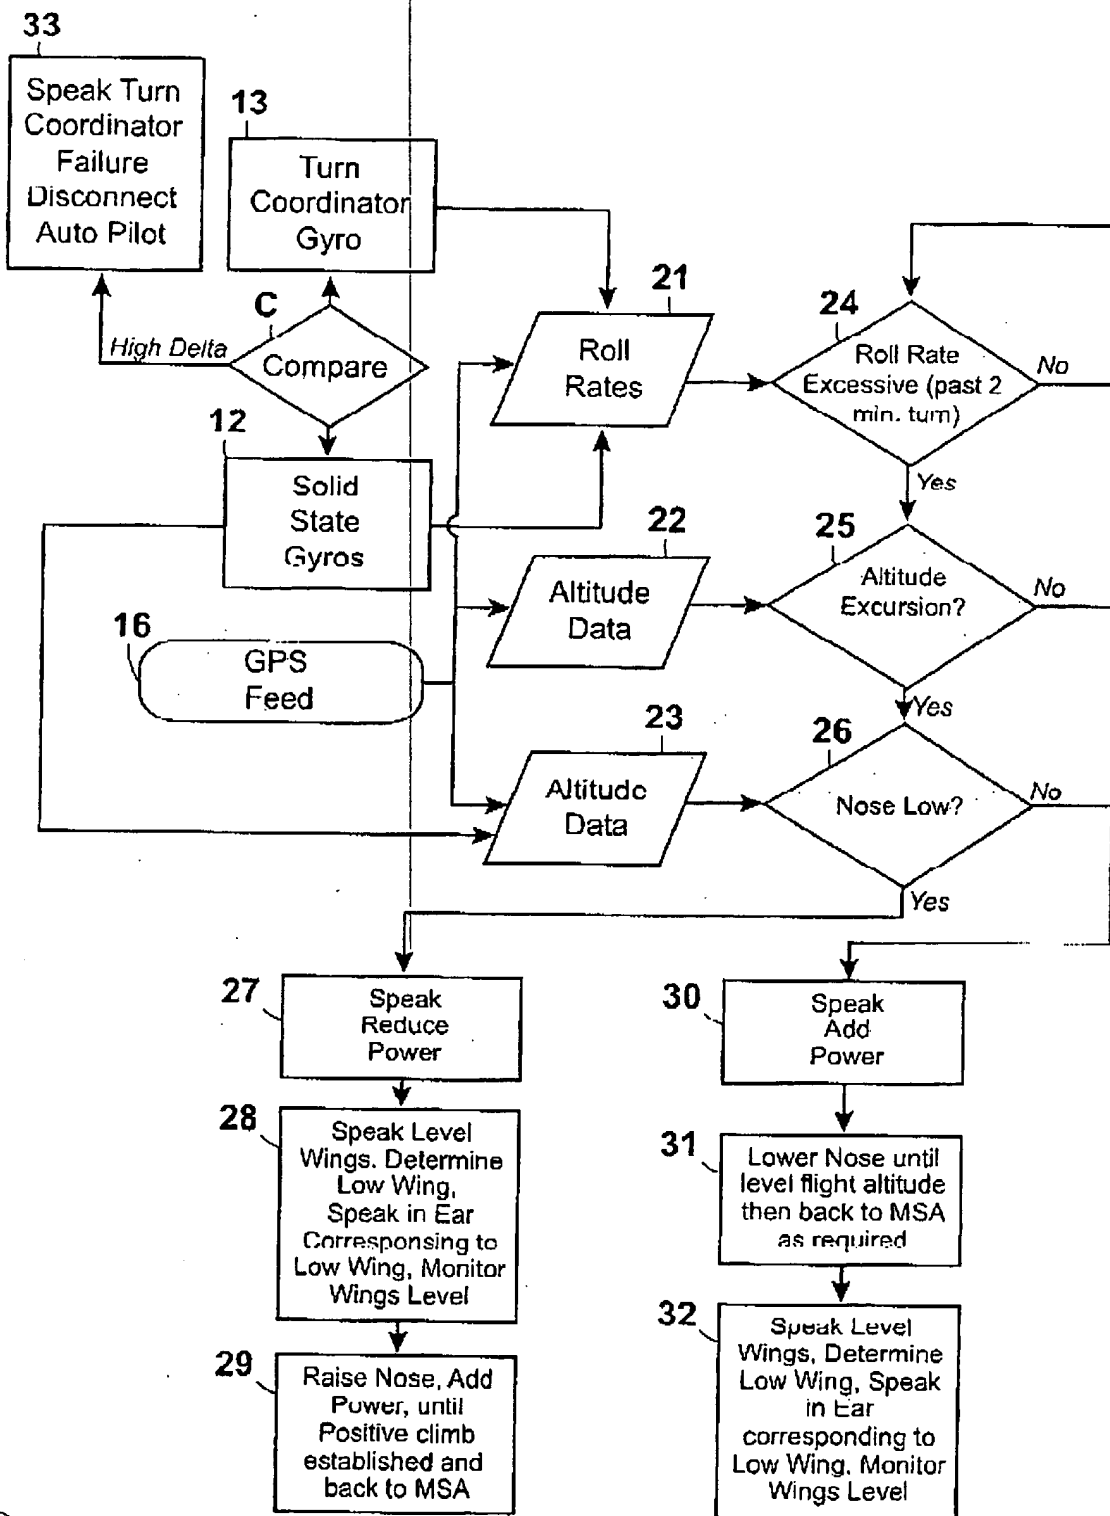 33
Speak Turn
Coordinator
Failure
Disconnect
Auto Pilot
13
Turn
Coordinator
Gyro
C
Compare
High Delta
12
Solid
State
Gyros
16
GPS
Feed
21
Roll
Rates
22
Altitude
Data
23
Altitude
Data
24
Roll Rate
Excessive (past 2
min. turn)
No
Yes
25
Altitude
Excursion?
No
Yes
26
Nose Low?
No
Yes
27
Speak
Reduce
Power
28
Speak Level
Wings. Determine
Low Wing,
Speak in Ear
Corresponsing to
Low Wing, Monitor
Wings Level
29
Raise Nose, Add
Power, until
Positive climb
established and
back to MSA
30
Speak
Add
Power
31
Lower Nose until
level flight altitude
then back to MSA
as required
32
Speak Level
Wings, Determine
Low Wing, Speak
in Ear
corresponding to
Low Wing. Monitor
Wings Level